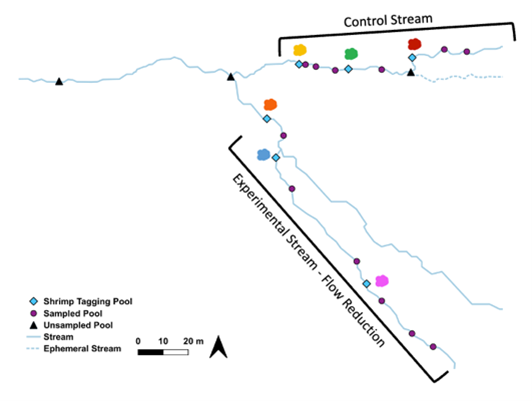 Control Stream
Experimental Stream - Flow Reduction
Shrimp Tagging Pool
Sampled Pool
Unsampled Pool
Stream
Ephemeral Stream
0 10 20 m